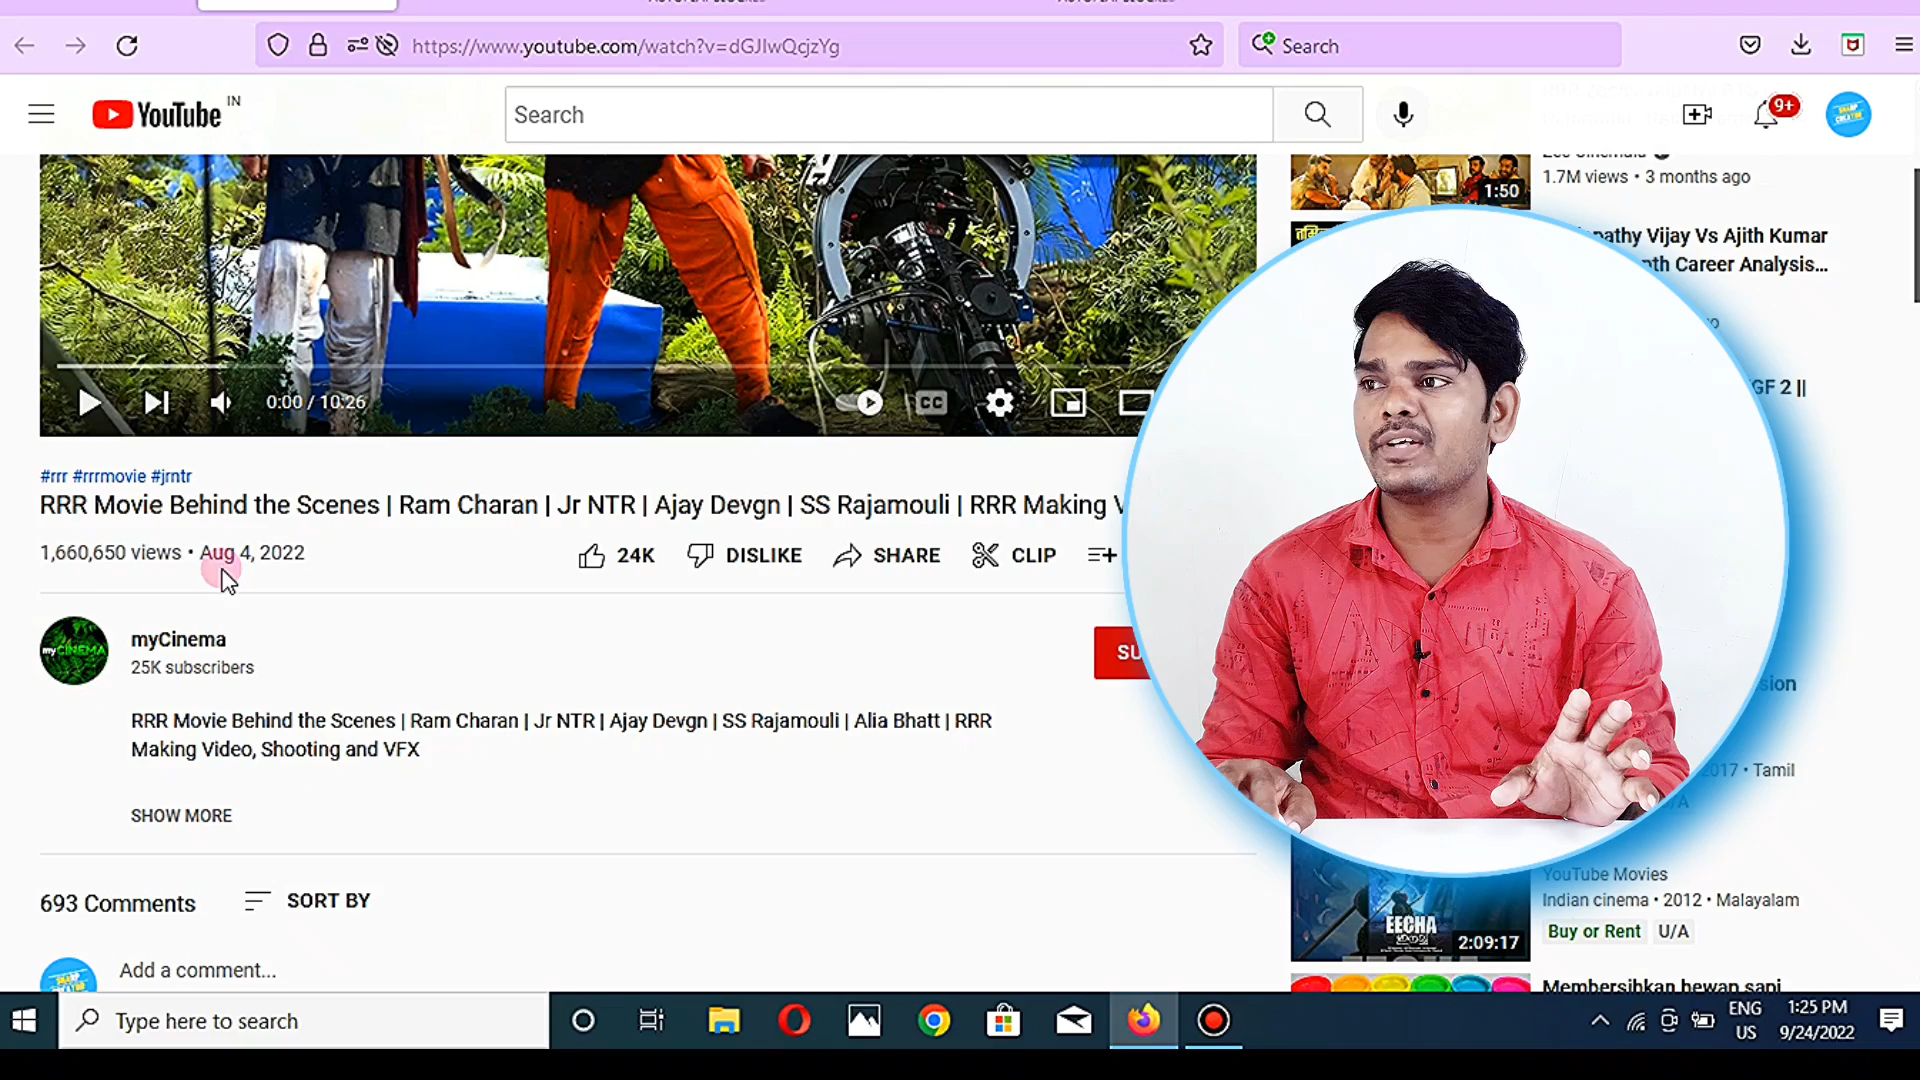 https://www.youtube.com/watch?v=dGJIwQcjzYg
Search
YouTube IN
Search
9+
1:50
1.7M views • 3 months ago
pathy Vijay Vs Ajith Kumar
th Career Analysis...
GF 2 ||
0:00 / 10:26
CC
#rrr #rrrmovie #jrntr
RRR Movie Behind the Scenes | Ram Charan | Jr NTR | Ajay Devgn | SS Rajamouli | RRR Making V
1,660,650 views • Aug 4, 2022
24K
DISLIKE
SHARE
CLIP
myCINEMA
myCinema
25K subscribers
SU
RRR Movie Behind the Scenes | Ram Charan | Jr NTR | Ajay Devgn | SS Rajamouli | Alia Bhatt | RRR
Making Video, Shooting and VFX
SHOW MORE
sion
2017 • Tamil
/A
YouTube Movies
Indian cinema • 2012 • Malayalam
Buy or Rent U/A
EECHA
2:09:17
693 Comments
SORT BY
Add a comment...
Membersihkan hewan sapi
Type here to search
ENG
US
1:25 PM
9/24/2022